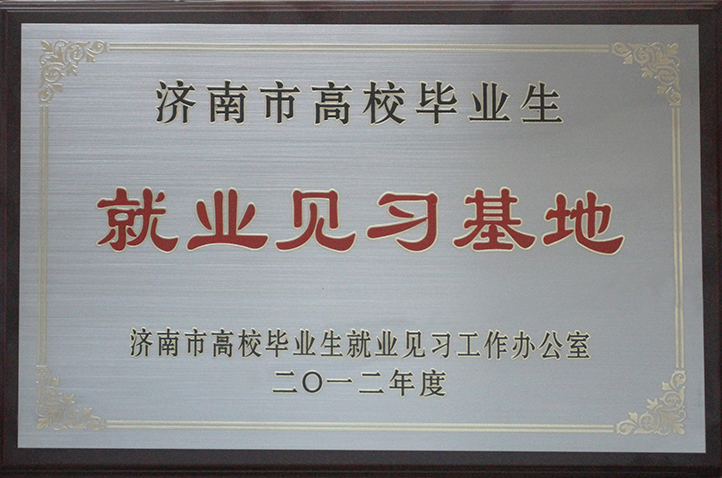 济南市高校毕业生
就业见习基地
济南市高校毕业生就业见习工作办公室
二〇一二年度